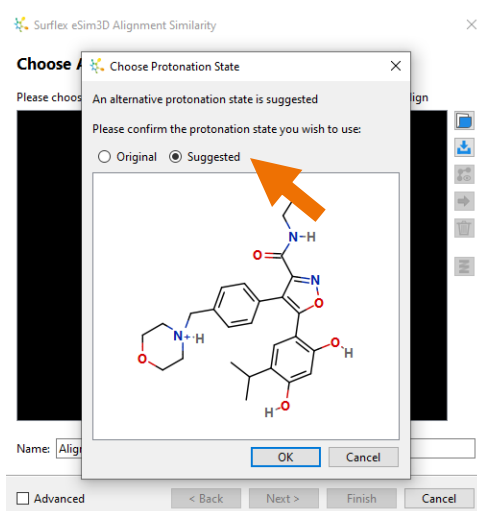 Surflex eSim3D Alignment Similarity
Choose
Choose Protonation State
Please choos
lign
An alternative protonation state is suggested
Please confirm the protonation state you wish to use:
Original
Suggested
N-H
O
N
O
N+ H
O
O
H
H O
Name: Alig
OK
Cancel
Advanced
< Back
Next >
Finish
Cancel